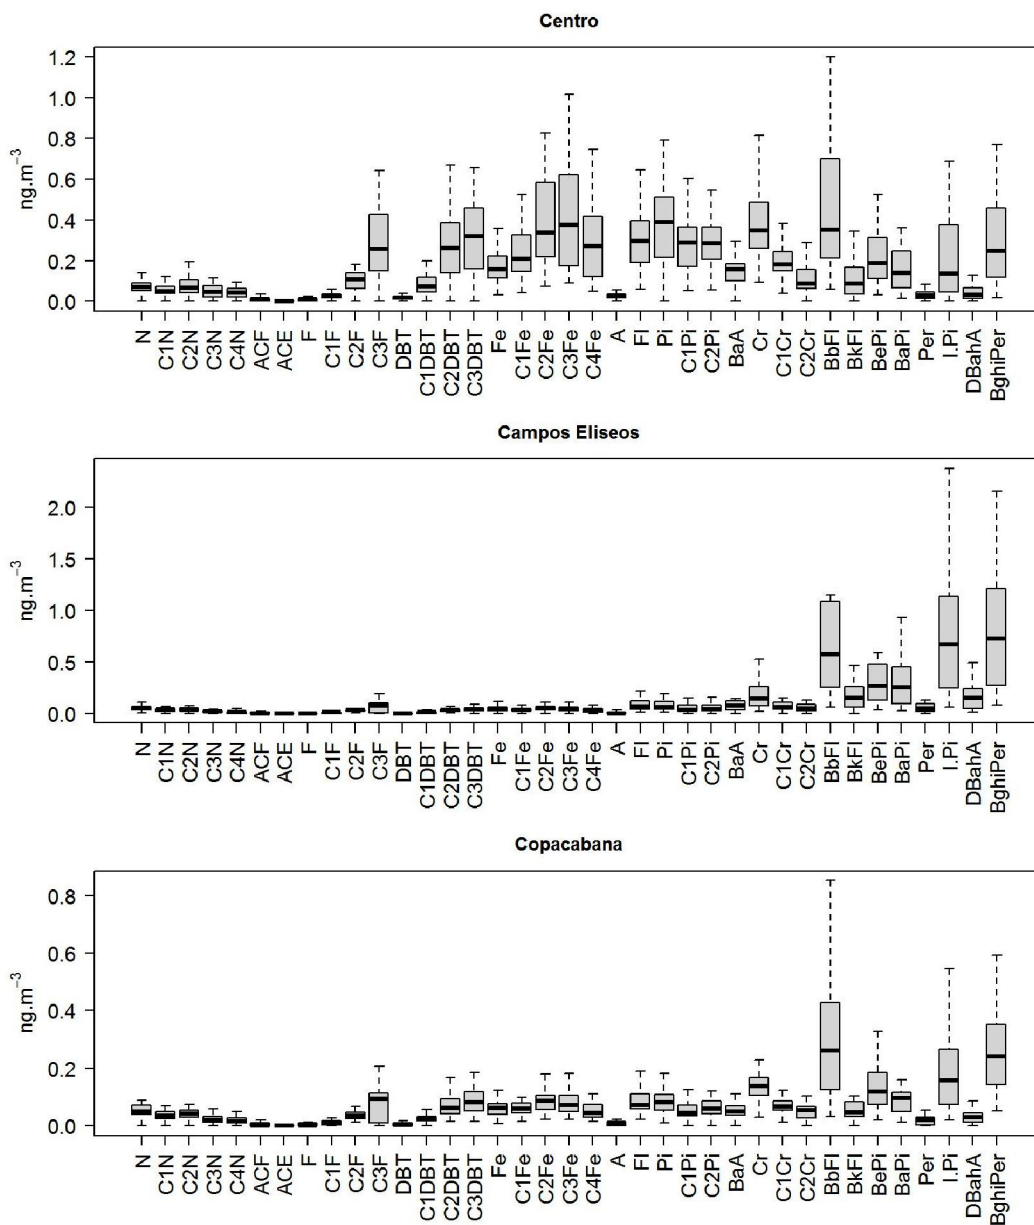 Centro
1.2
1.0
0.8
0.6
0.4
0.2
0.0
ng.m⁻³
N C1N C2N C3N C4N ACF ACE F C1F C2F C3F DBT C1DBT C2DBT C3DBT Fe C1Fe C2Fe C3Fe C4Fe A Fl Pi C1Pi C2Pi BaA Cr C1Cr C2Cr BbFl BkFl BePi BaPi Per I.Pi DBahA BghiPer
Campos Eliseos
2.0
1.5
1.0
0.5
0.0
ng.m⁻³
N C1N C2N C3N C4N ACF ACE F C1F C2F C3F DBT C1DBT C2DBT C3DBT Fe C1Fe C2Fe C3Fe C4Fe A Fl Pi C1Pi C2Pi BaA Cr C1Cr C2Cr BbFl BkFl BePi BaPi Per I.Pi DBahA BghiPer
Copacabana
0.8
0.6
0.4
0.2
0.0
ng.m⁻³
N C1N C2N C3N C4N ACF ACE F C1F C2F C3F DBT C1DBT C2DBT C3DBT Fe C1Fe C2Fe C3Fe C4Fe A Fl Pi C1Pi C2Pi BaA Cr C1Cr C2Cr BbFl BkFl BePi BaPi Per I.Pi DBahA BghiPer